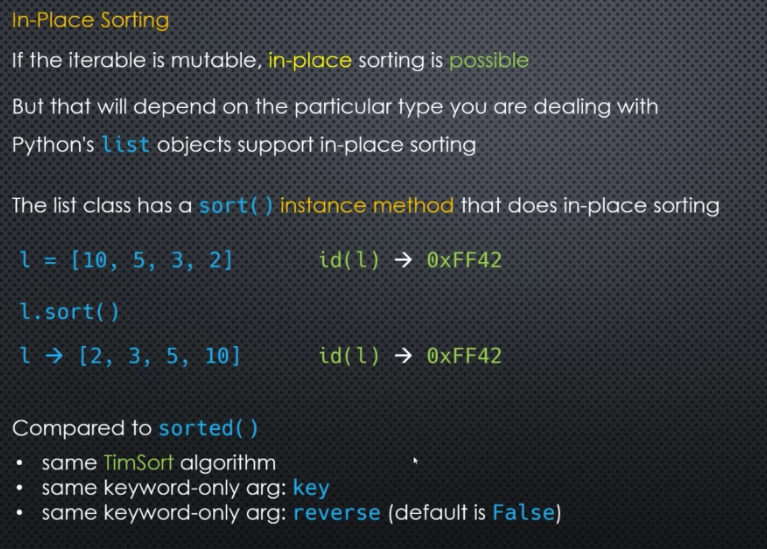 In-Place Sorting
If the iterable is mutable, in-place sorting is possible
But that will depend on the particular type you are dealing with
Python's list objects support in-place sorting
The list class has a sort() instance method that does in-place sorting
l = [10, 5, 3, 2] id(l) → 0xFF42
l.sort()
l → [2, 3, 5, 10] id(l) → 0xFF42
Compared to sorted()
• same TimSort algorithm
• same keyword-only arg: key
• same keyword-only arg: reverse (default is False)